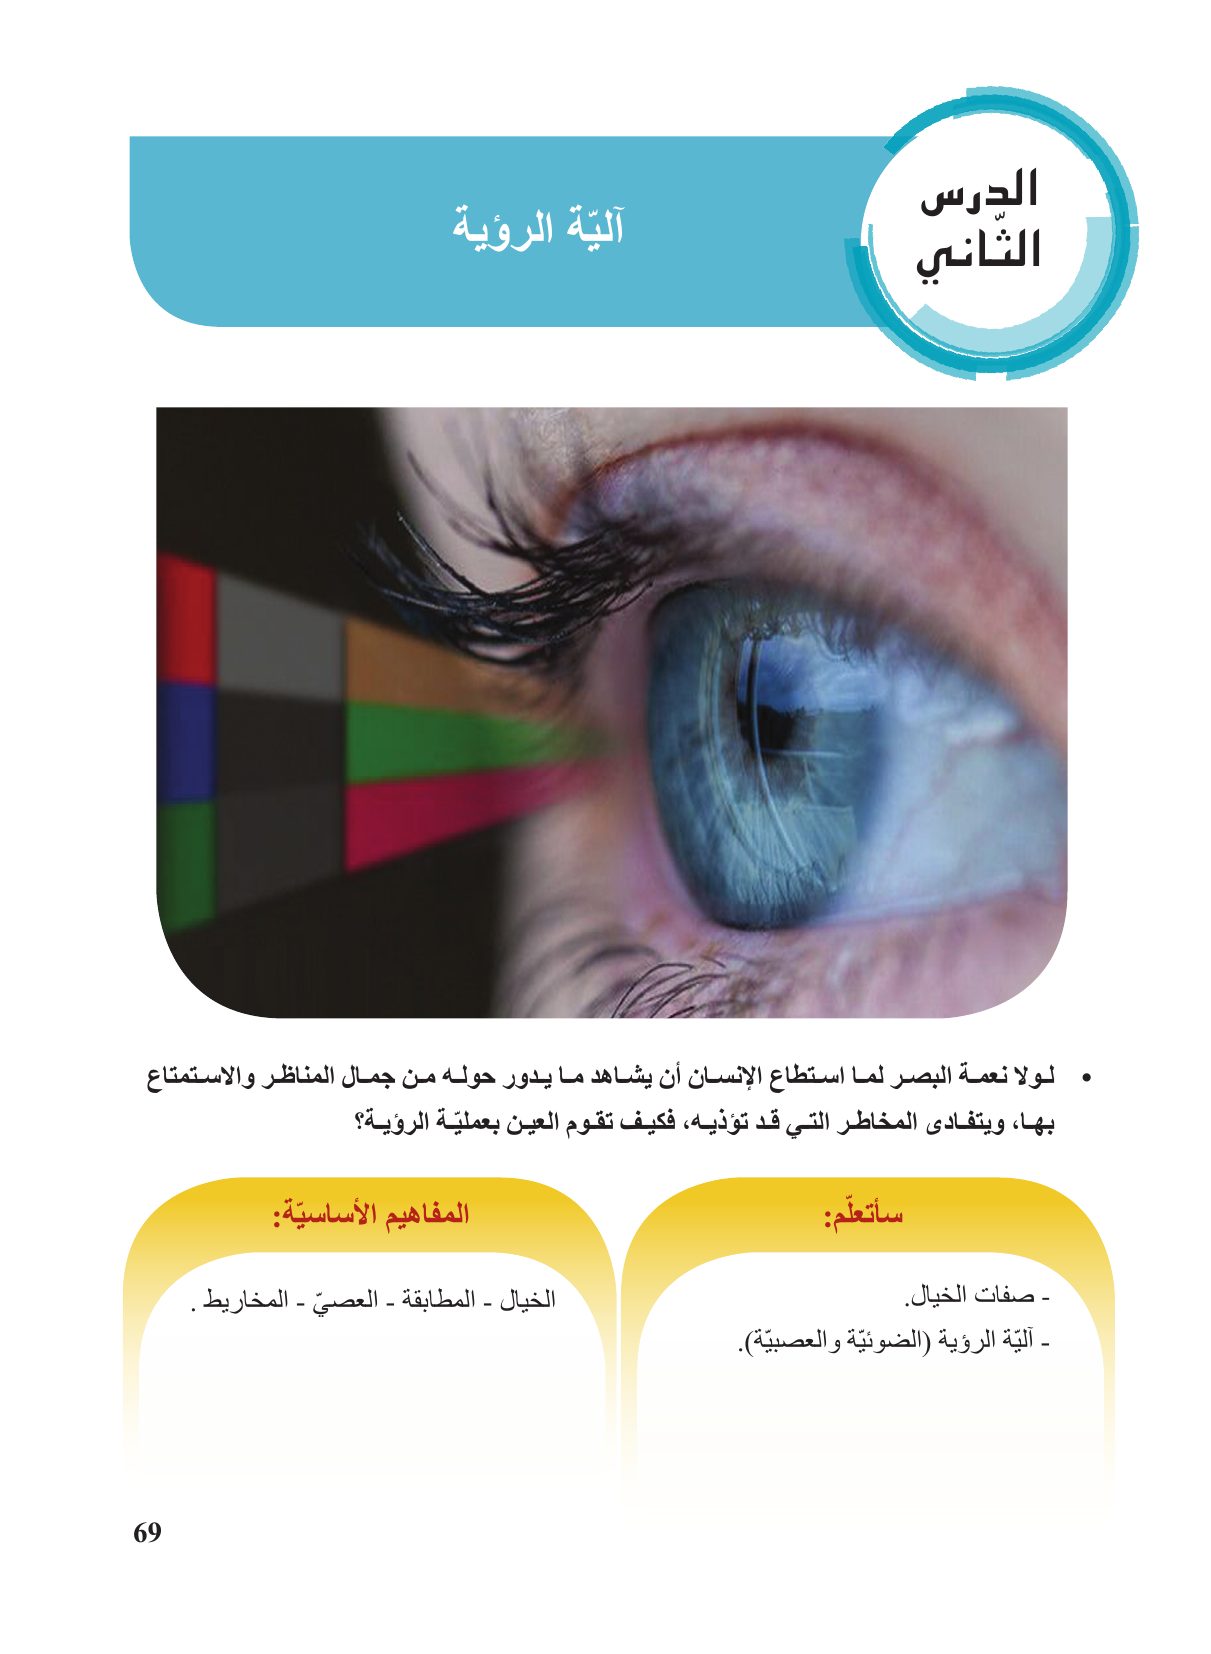 الدرس
الثّاني
آليّة الرؤية
• لولا نعمة البصر لما استطاع الإنسان أن يشاهد ما يدور حوله من جمال المناظر والاستمتاع
بها، ويتفادى المخاطر التي قد تؤذيه، فكيف تقوم العين بعمليّة الرؤية؟
سأتعلّم:
- صفات الخيال.
- آليّة الرؤية (الضوئيّة والعصبيّة).
المفاهيم الأساسيّة:
الخيال - المطابقة - العصيّ - المخاريط .
69